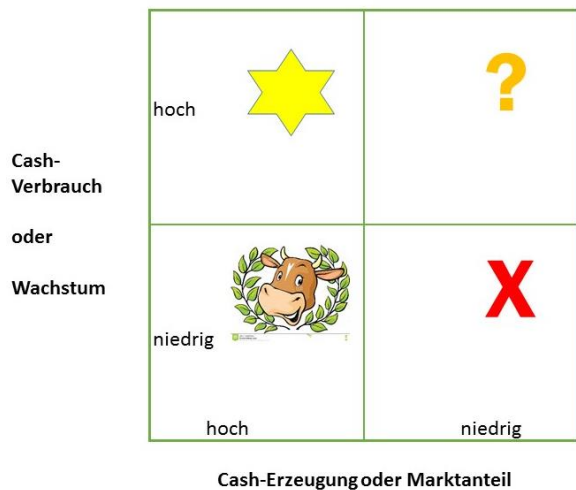 hoch
?
Cash-
Verbrauch
oder
Wachstum
X
niedrig
hoch
niedrig
Cash-Erzeugung oder Marktanteil